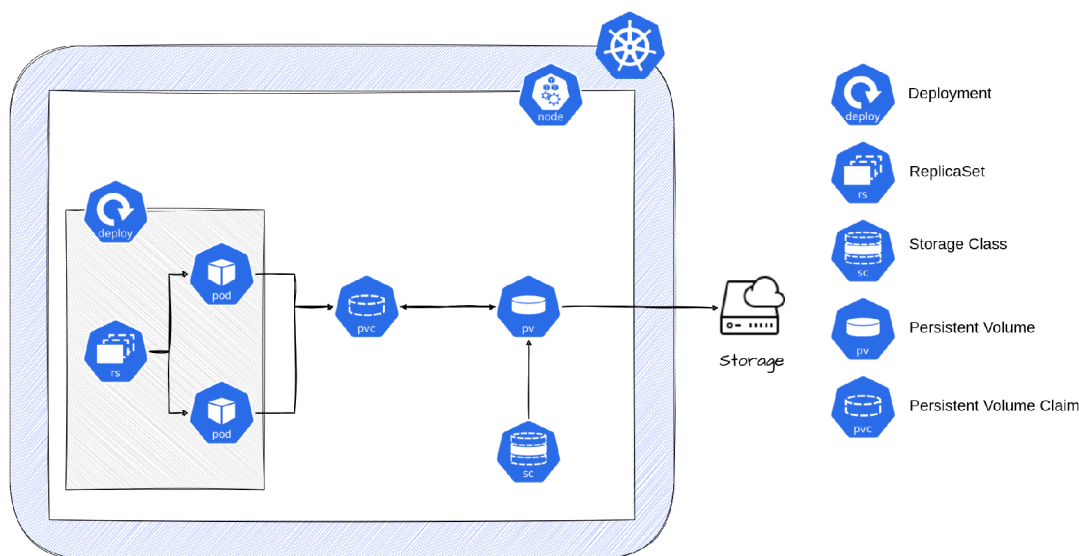 node
deploy
pod
rs
pod
pvc
pv
sc
Storage
deploy
Deployment
rs
ReplicaSet
sc
Storage Class
pv
Persistent Volume
pvc
Persistent Volume Claim